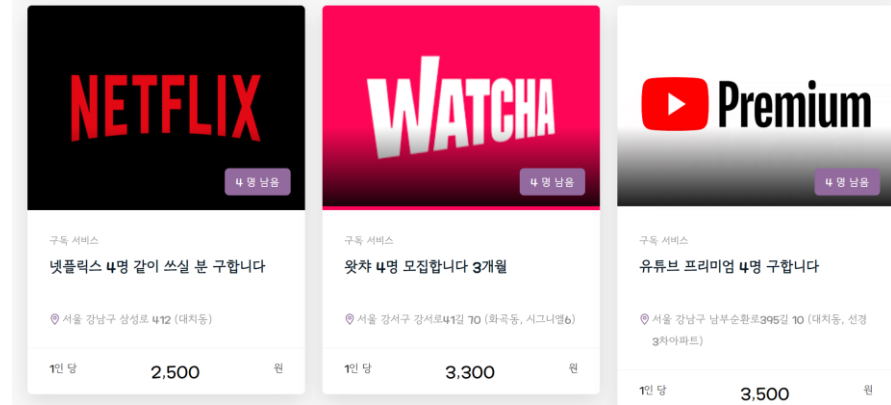 NETFLIX
4 명 남음
구독 서비스
넷플릭스 4명 같이 쓰실 분 구합니다
서울 강남구 삼성로 412 (대치동)
1인 당 2,500 원
WATCHA
4 명 남음
구독 서비스
왓챠 4명 모집합니다 3개월
서울 강서구 강서로41길 70 (화곡동, 시그니엘6)
1인 당 3,300 원
Premium
4 명 남음
구독 서비스
유튜브 프리미엄 4명 구합니다
서울 강남구 남부순환로395길 10 (대치동, 선경
3차아파트)
1인 당 3,500 원